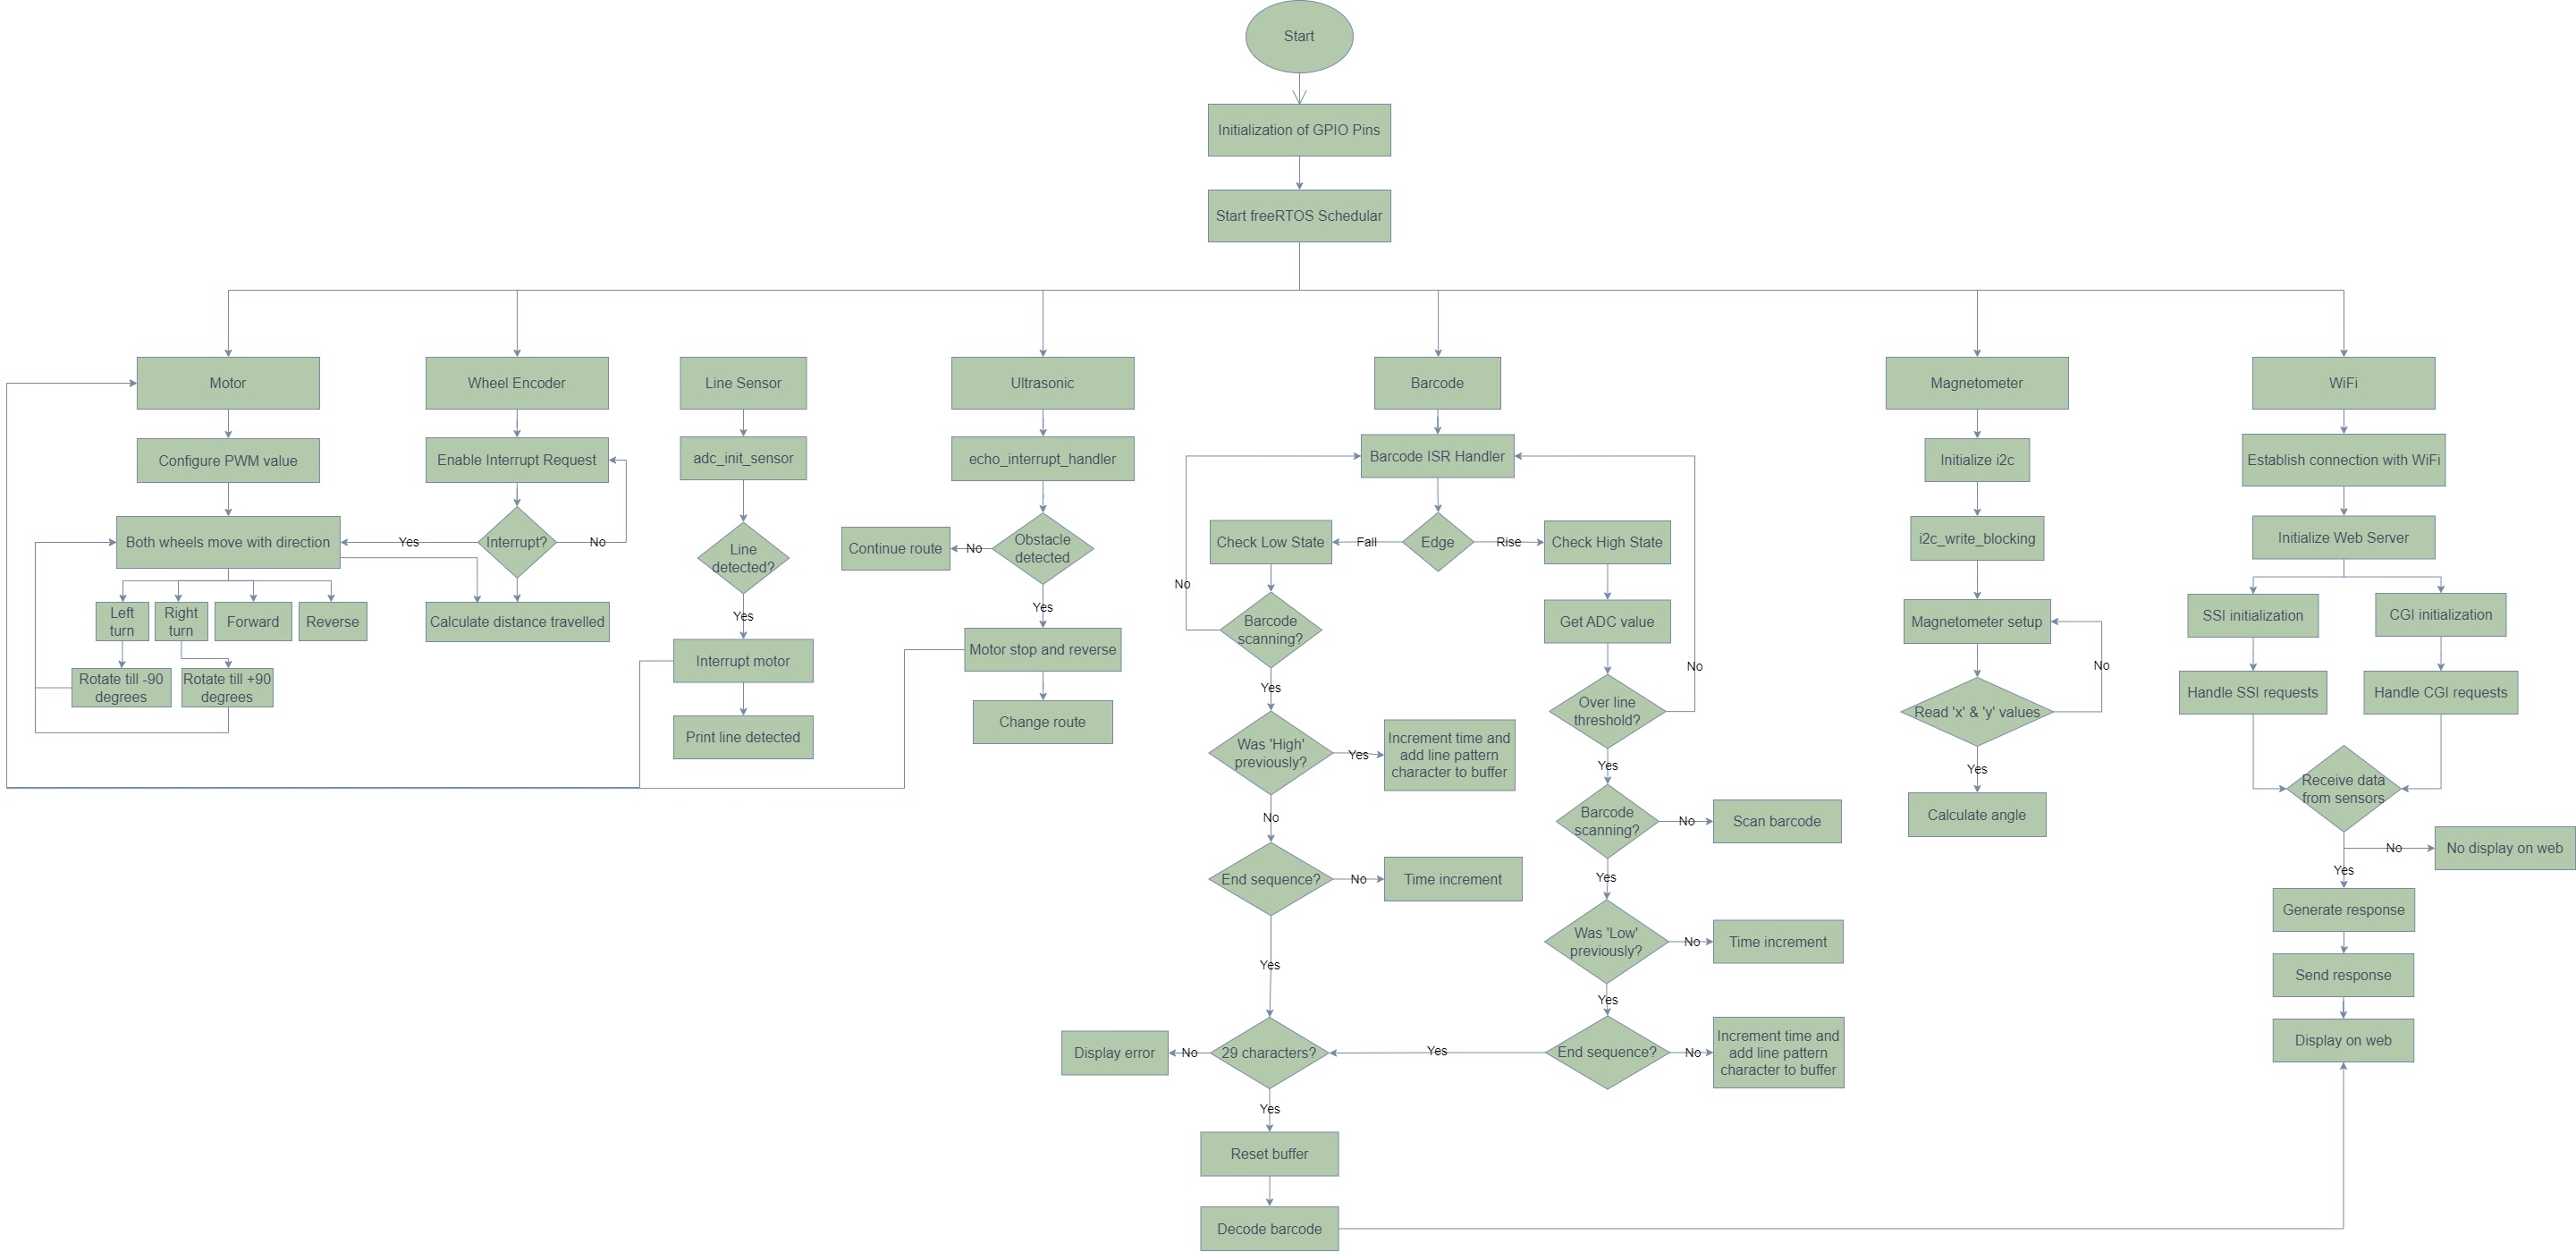 Start
Initialization of GPIO Pins
Start freeRTOS Schedular
Motor
Wheel Encoder
Line Sensor
Ultrasonic
Barcode
Magnetometer
WiFi
Configure PWM value
Both wheels move with direction
Left
turn
Right
turn
Forward
Reverse
Rotate till -90
degrees
Rotate till +90
degrees
Enable Interrupt Request
Interrupt?
Yes
No
Calculate distance travelled
adc_init_sensor
Line
detected?
Yes
Interrupt motor
Print line detected
echo_interrupt_handler
Obstacle
detected
No
Continue route
Yes
Motor stop and reverse
Change route
Barcode ISR Handler
Edge
Fall
Rise
Check Low State
Barcode
scanning?
No
Yes
Was 'High'
previously?
Yes
Increment time and
add line pattern
character to buffer
No
End sequence?
No
Time increment
Yes
29 characters?
No
Display error
Yes
Reset buffer
Decode barcode
Check High State
Get ADC value
Over line
threshold?
No
Yes
Barcode
scanning?
No
Scan barcode
Yes
Was 'Low'
previously?
No
Time increment
Yes
End sequence?
Yes
No
Increment time and
add line pattern
character to buffer
Initialize i2c
i2c_write_blocking
Magnetometer setup
Read 'x' & 'y' values
No
Yes
Calculate angle
Establish connection with WiFi
Initialize Web Server
SSI initialization
CGI initialization
Handle SSI requests
Handle CGI requests
Receive data
from sensors
No
No display on web
Yes
Generate response
Send response
Display on web